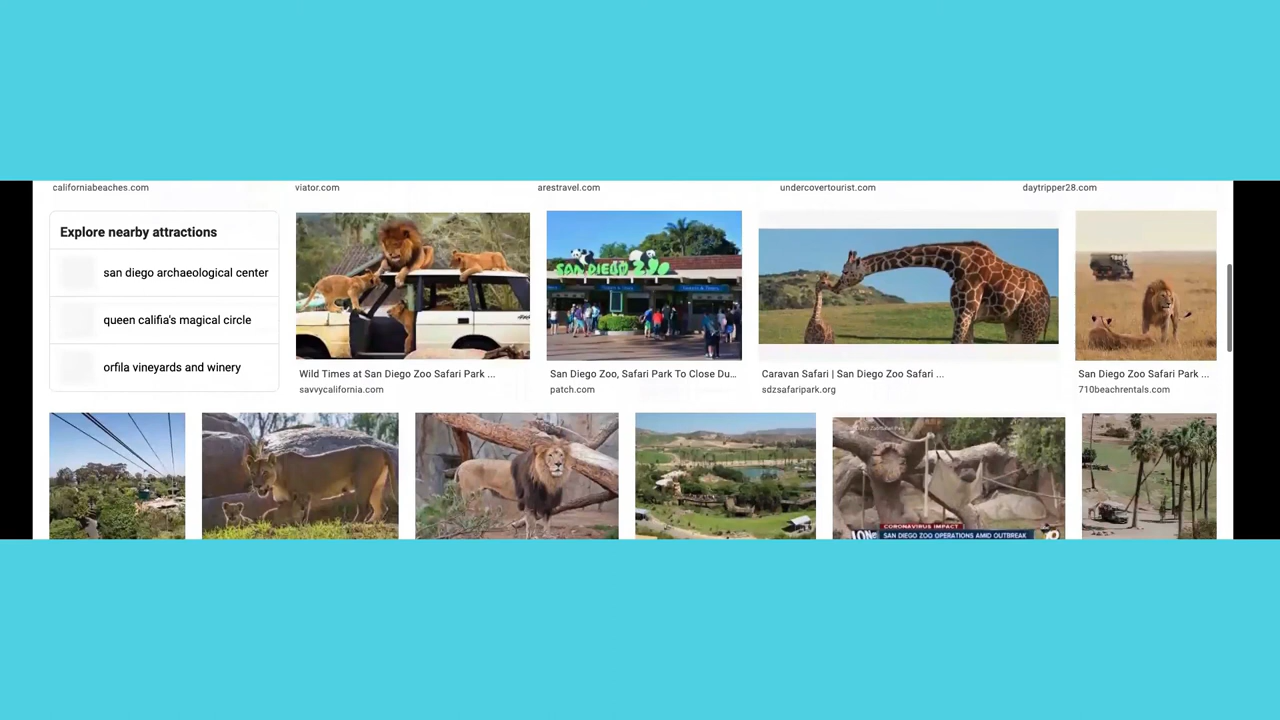 californiabeaches.com
viator.com
arestravel.com
undercovertourist.com
daytripper28.com
Explore nearby attractions
san diego archaeological center
queen califia's magical circle
orfila vineyards and winery
SAN DIEGO ZOO
Wild Times at San Diego Zoo Safari Park ...
savvycalifornia.com
San Diego Zoo, Safari Park To Close Du...
patch.com
Caravan Safari | San Diego Zoo Safari ...
sdzsafaripark.org
San Diego Zoo Safari Park ...
710beachrentals.com
CORONAVIRUS IMPACT
SAN DIEGO ZOO OPERATIONS AMID OUTBREAK
10